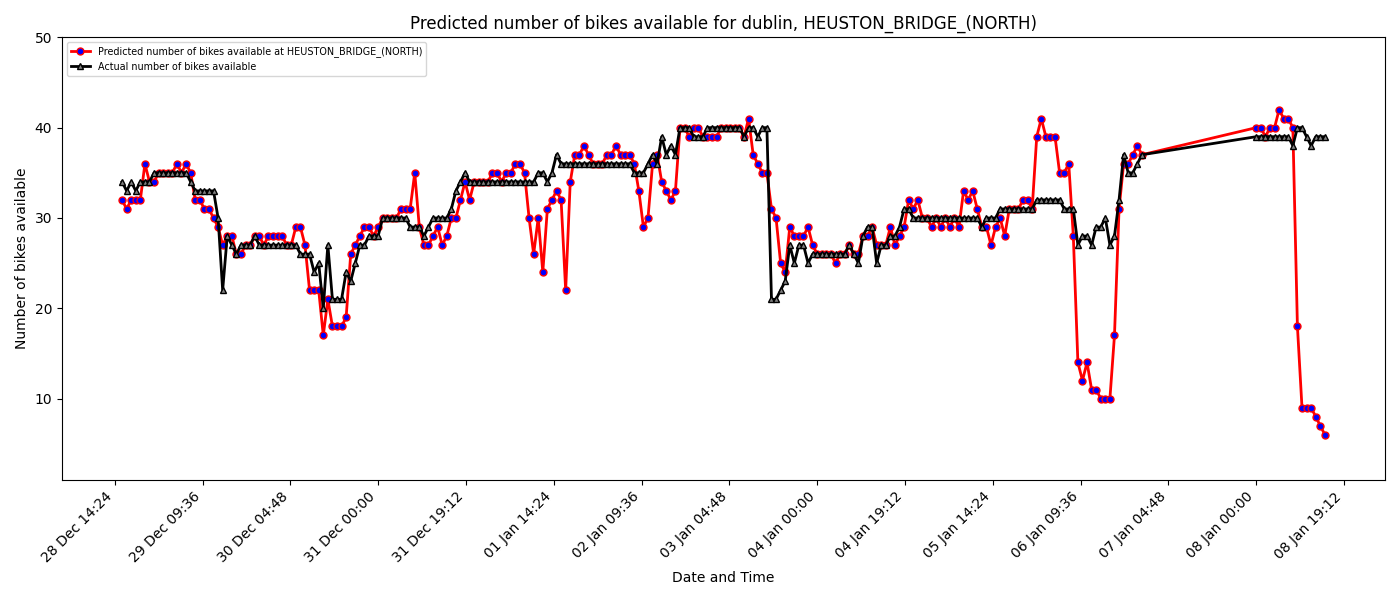 Predicted number of bikes available for dublin, HEUSTON_BRIDGE_(NORTH)
Predicted number of bikes available at HEUSTON_BRIDGE_(NORTH)
Actual number of bikes available
Number of bikes available
50
40
30
20
10
28 Dec 14:24
29 Dec 09:36
30 Dec 04:48
31 Dec 00:00
31 Dec 19:12
01 Jan 14:24
02 Jan 09:36
03 Jan 04:48
04 Jan 00:00
04 Jan 19:12
05 Jan 14:24
06 Jan 09:36
07 Jan 04:48
08 Jan 00:00
08 Jan 19:12
Date and Time